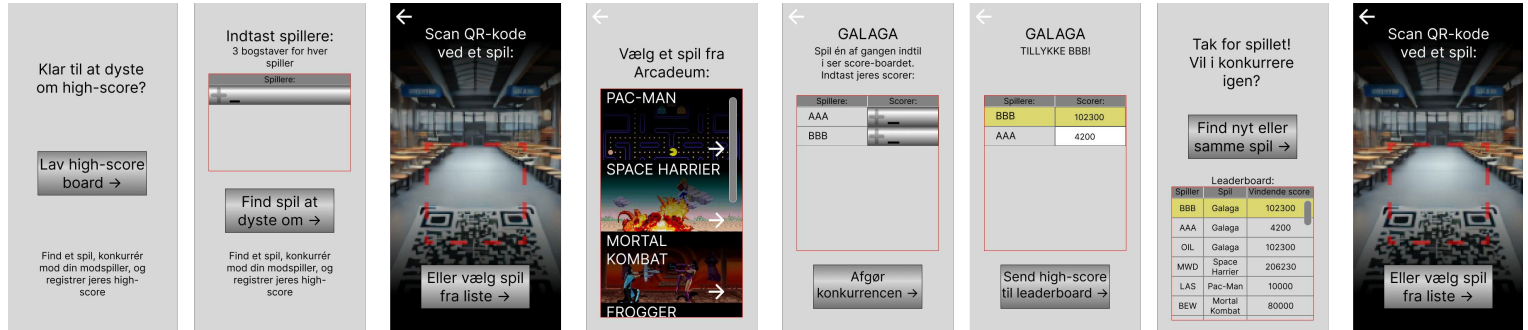 Klar til at dyste
om high-score?
Lav high-score
board →
Find et spil, konkurrér
mod din modspiller, og
registrer jeres high-
score
Indtast spillere:
3 bogstaver for hver
spiller
Spillere:
Find spil at
dyste om →
Find et spil, konkurrér
mod din modspiller, og
registrer jeres high-
score
Scan QR-kode
ved et spil:
Eller vælg spil
fra liste →
Vælg et spil fra
Arcadeum:
PAC-MAN
SPACE HARRIER
MORTAL
KOMBAT
FROGGER
GALAGA
Spil én af gangen indtil
i ser score-boardet.
Indtast jeres scorer:
Spillere: Scorer:
AAA
BBB
Afgør
konkurrencen →
GALAGA
TILLYKKE BBB!
Spillere: Scorer:
BBB 102300
AAA 4200
Send high-score
til leaderboard →
Tak for spillet!
Vil i konkurrere
igen?
Find nyt eller
samme spil →
Leaderboard:
Spiller Spil Vindende score
BBB Galaga 102300
AAA Galaga 4200
OIL Galaga 102300
MWD Space Harrier 206230
LAS Pac-Man 10000
BEW Mortal Kombat 80000
Scan QR-kode
ved et spil:
Eller vælg spil
fra liste →